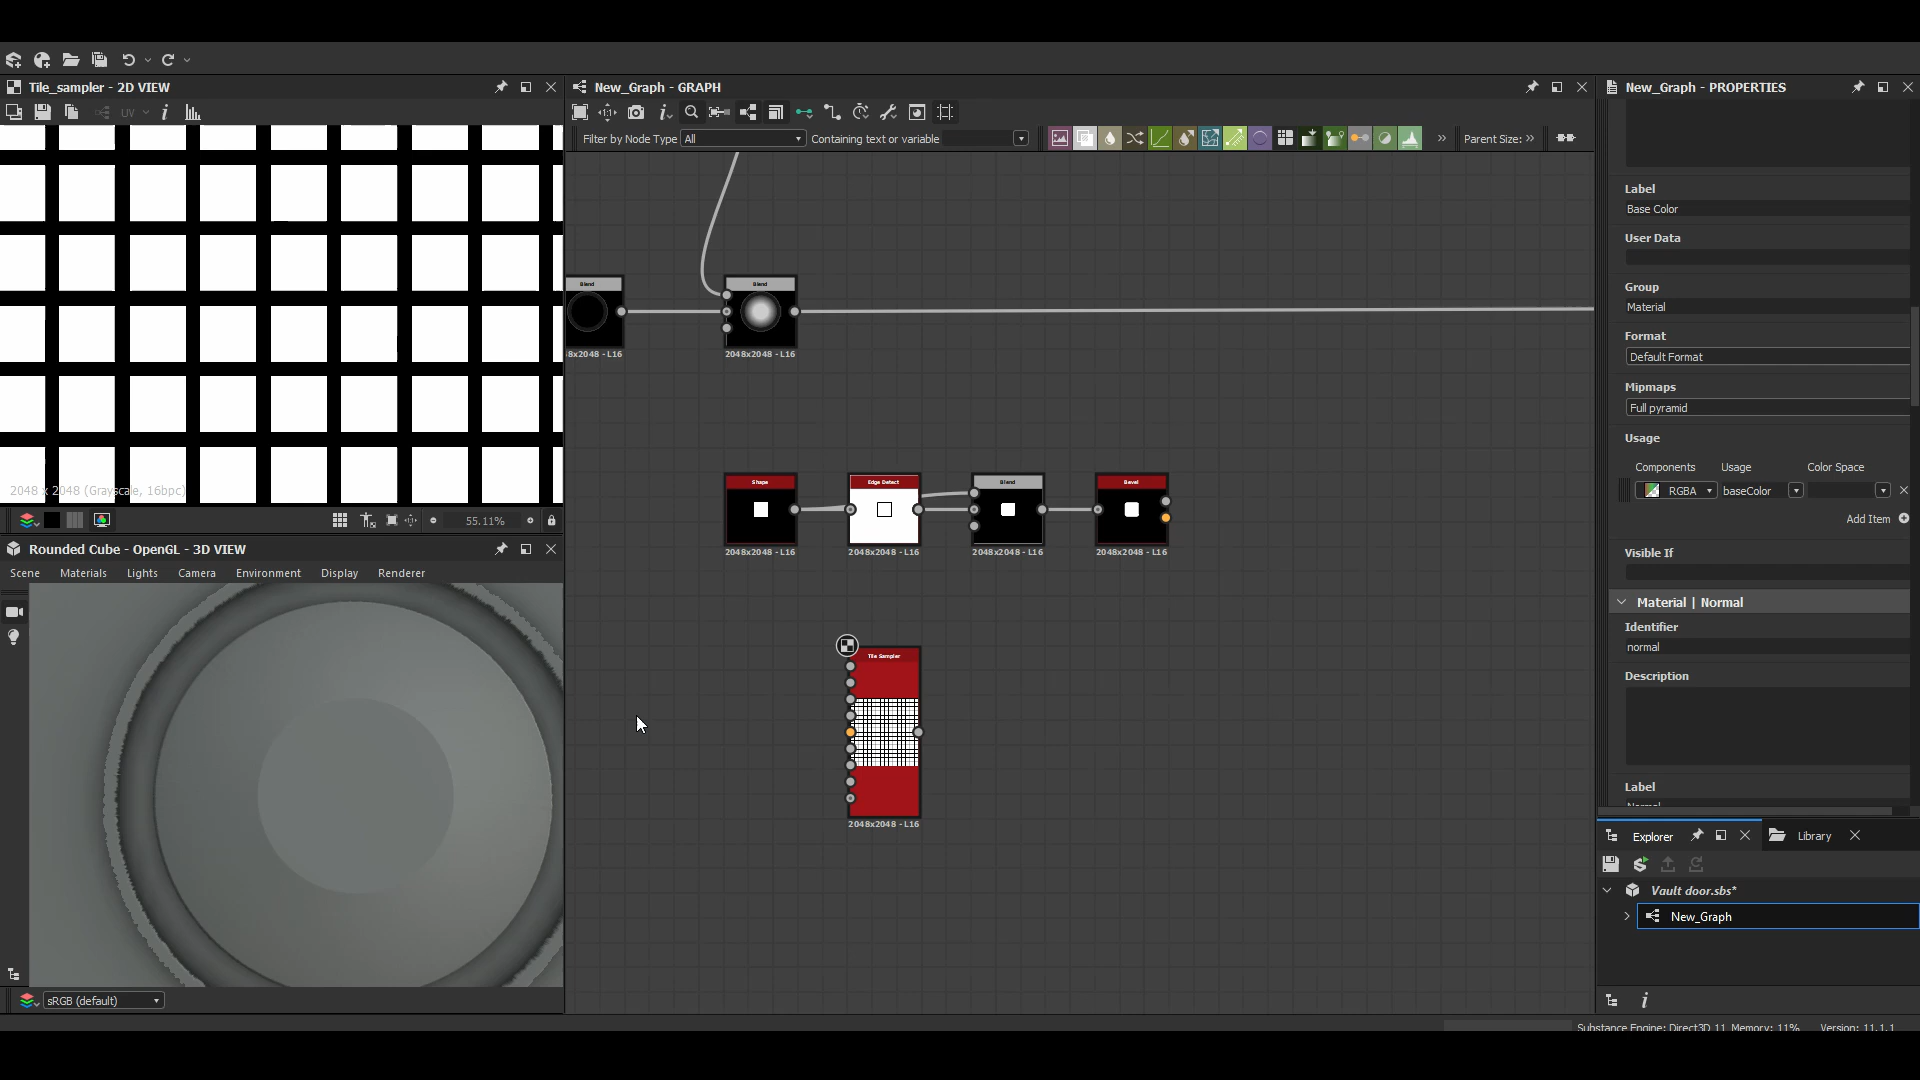 Tile_sampler - 2D VIEW
New_Graph - GRAPH
New_Graph - PROPERTIES
UV
Filter by Node Type
All
Containing text or variable
Parent Size:
Label
Base Color
User Data
Group
Material
Format
Default Format
Mipmaps
Full pyramid
Usage
Components Usage Color Space
RGBA baseColor
Add Item
Visible If
Material | Normal
Identifier
normal
Description
Label
Normal
2048 x 2048 (Grayscale, 16bpc)
55.11%
Rounded Cube - OpenGL - 3D VIEW
Scene Materials Lights Camera Environment Display Renderer
sRGB (default)
Blend
Blend
8x2048 - L16
2048x2048 - L16
Shape
Edge Detect
Blend
Bevel
2048x2048 - L16
2048x2048 - L16
2048x2048 - L16
2048x2048 - L16
Tile Sampler
2048x2048 - L16
Explorer
Library
Vault door.sbs*
New_Graph
Substance Engine: Direct3D 11 Memory: 11% Version: 11.1.1